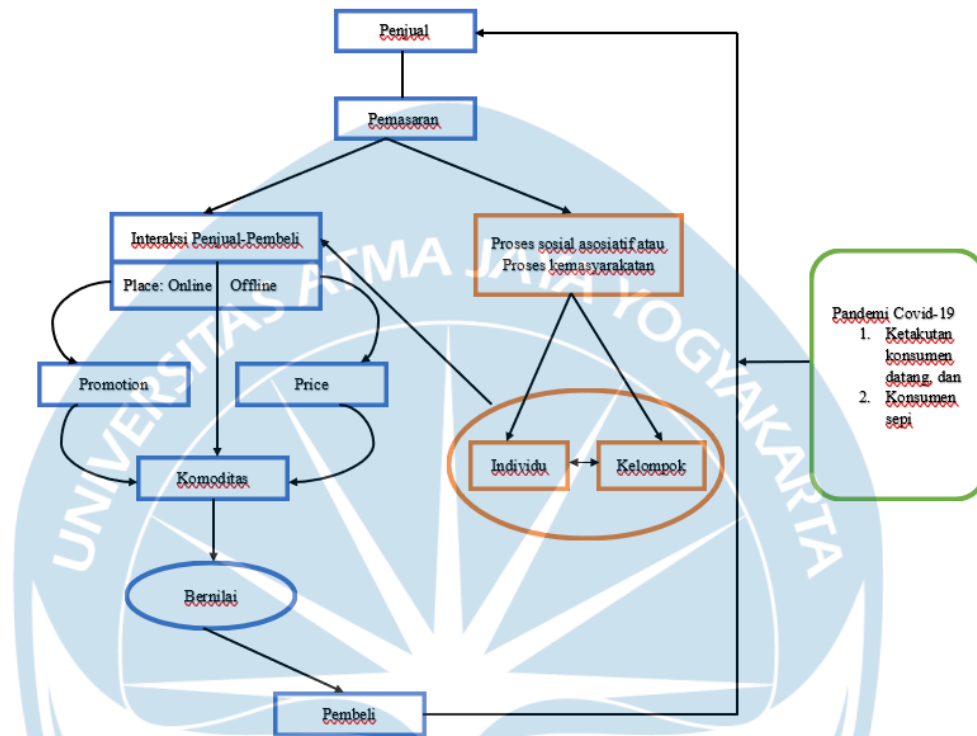 Penjual
Pemasaran
Interaksi Penjual-Pembeli
Place: Online    Offline
Proses sosial asosiatif atau
Proses kemasyarakatan
Pandemi Covid-19
1. Ketakutan
konsumen
datang, dan
2. Konsumen
sepi
Promotion
Price
Individu
Kelompok
Komoditas
Bernilai
Pembeli
UNIVERSITAS ATMA JAYA YOGYAKARTA